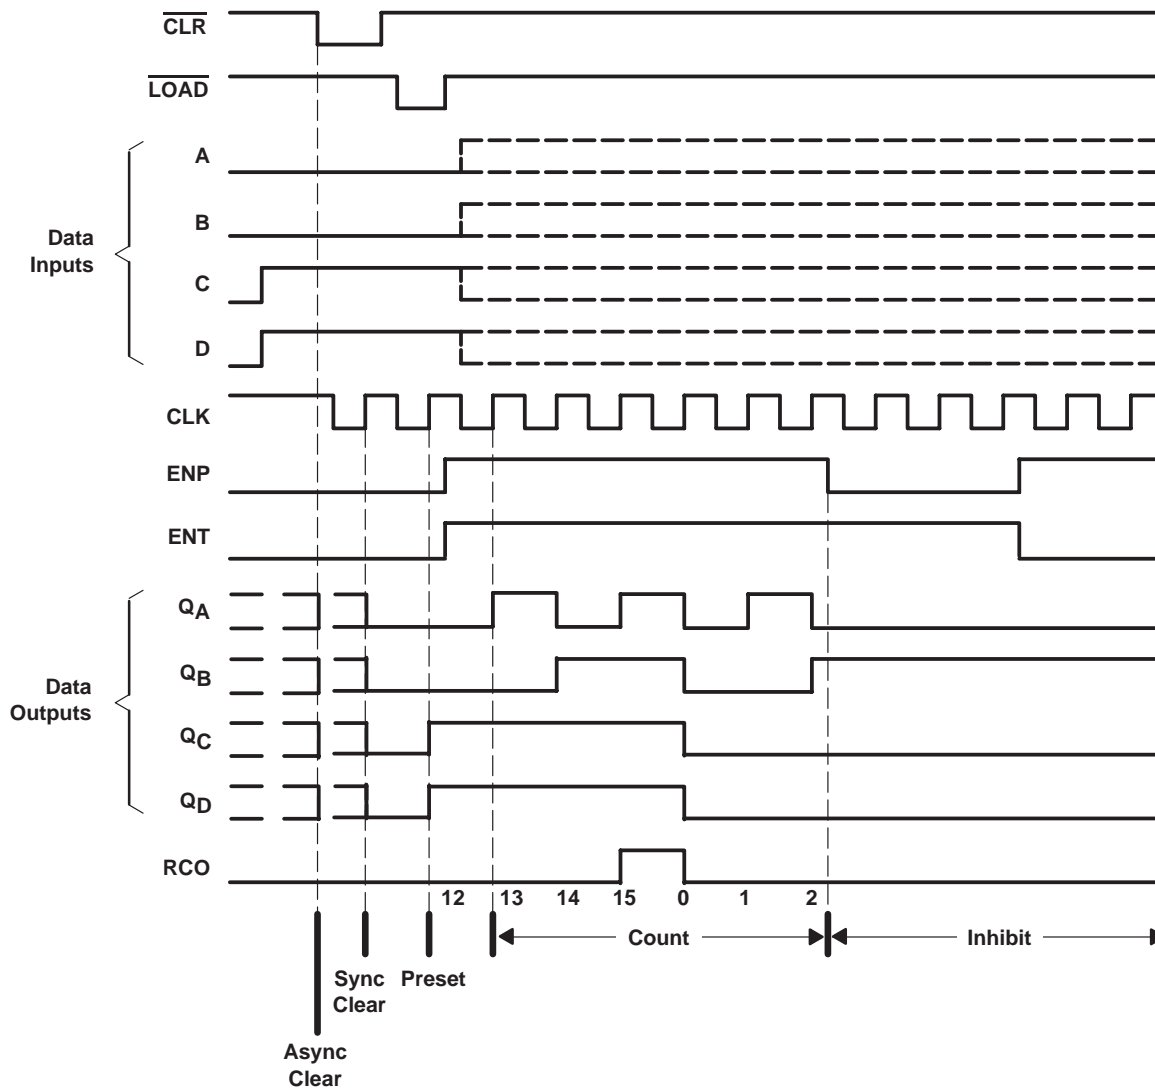 CLR
LOAD
A
B
Data
Inputs
C
D
CLK
ENP
ENT
QA
QB
Data
Outputs
QC
QD
RCO
12 13 14 15 0 1 2
Count Inhibit
Sync
Clear
Preset
Async
Clear